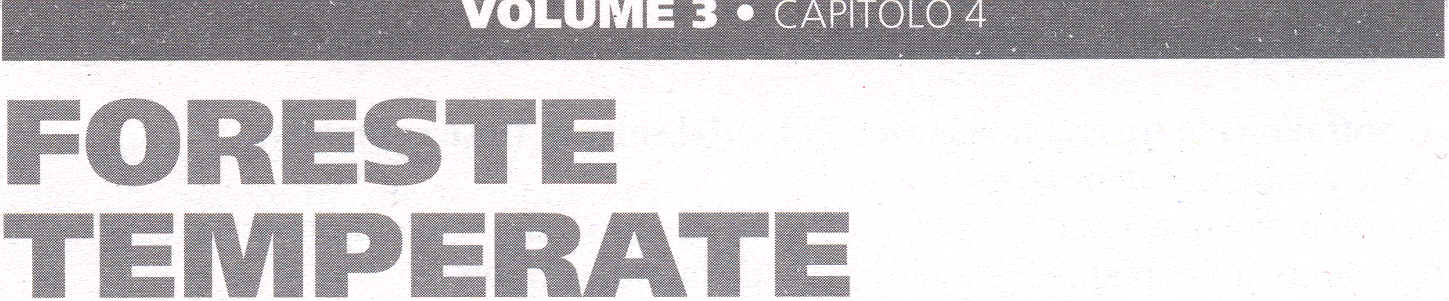 VOLUME 3 • CAPITOLO 4
FORESTE
TEMPERATE